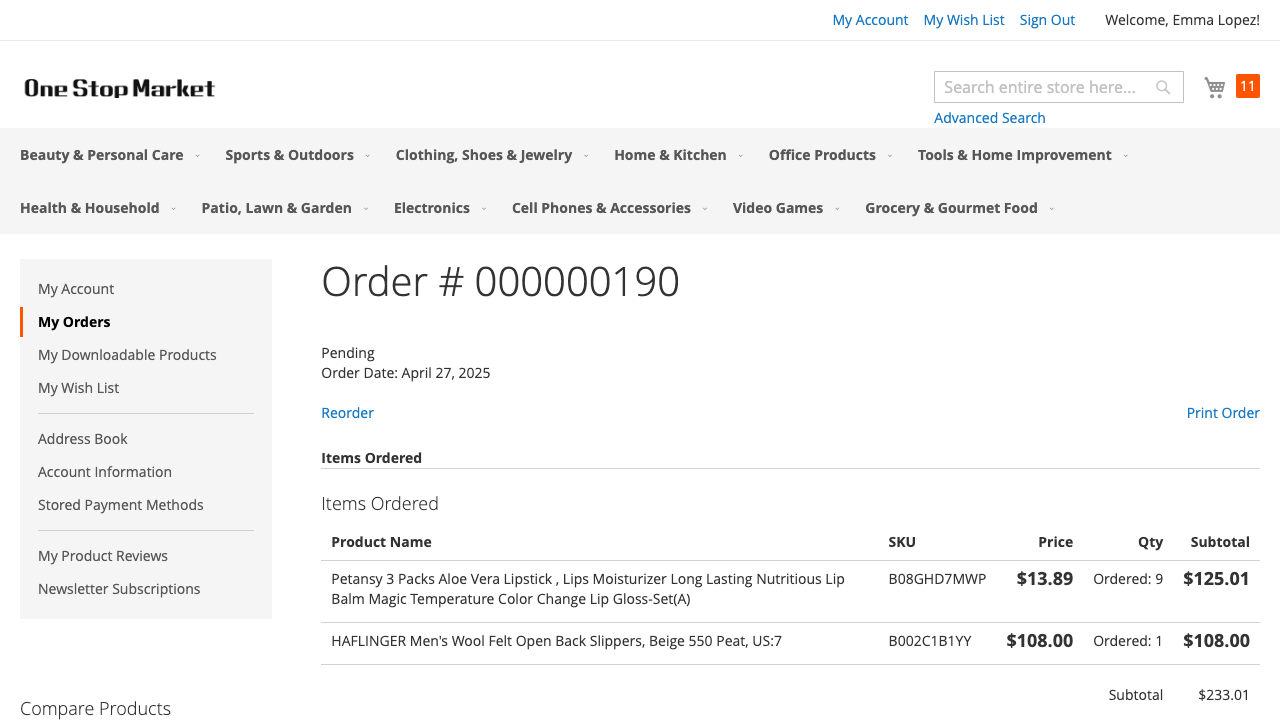 My Account My Wish List Sign Out Welcome, Emma Lopez!
One Stop Market
Search entire store here... 11
Advanced Search
Beauty & Personal Care Sports & Outdoors Clothing, Shoes & Jewelry Home & Kitchen Office Products Tools & Home Improvement
Health & Household Patio, Lawn & Garden Electronics Cell Phones & Accessories Video Games Grocery & Gourmet Food
My Account
My Orders
My Downloadable Products
My Wish List
Address Book
Account Information
Stored Payment Methods
My Product Reviews
Newsletter Subscriptions
Compare Products
Order # 000000190
Pending
Order Date: April 27, 2025
Reorder Print Order
Items Ordered
Items Ordered
Product Name SKU Price Qty Subtotal
Petansy 3 Packs Aloe Vera Lipstick , Lips Moisturizer Long Lasting Nutritious Lip B08GHD7MWP $13.89 Ordered: 9 $125.01
Balm Magic Temperature Color Change Lip Gloss-Set(A)
HAFLINGER Men's Wool Felt Open Back Slippers, Beige 550 Peat, US:7 B002C1B1YY $108.00 Ordered: 1 $108.00
Subtotal $233.01